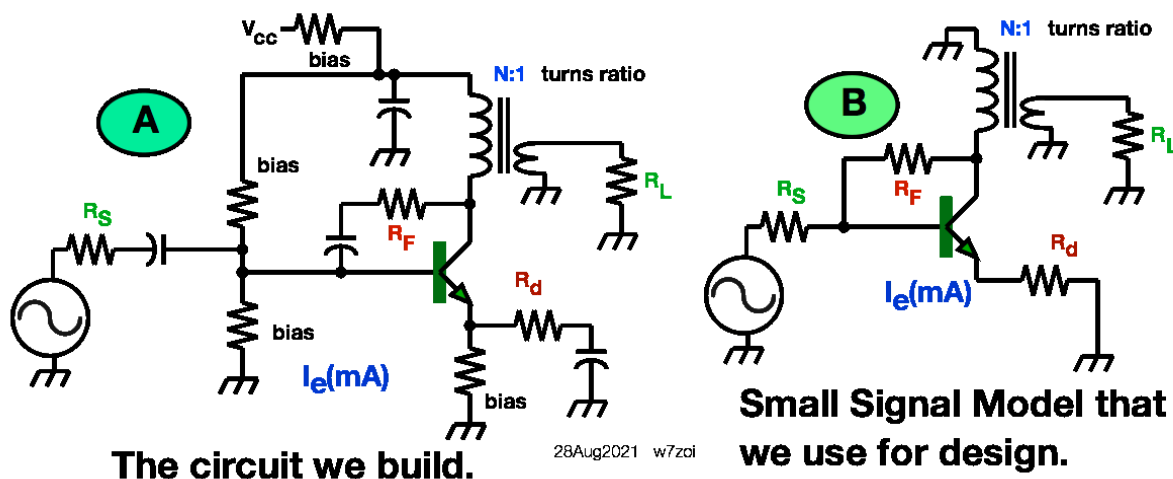 Vcc
bias
N:1 turns ratio
A
bias
RS
RF
RL
Rd
bias
Ie(mA)
bias
The circuit we build.
28Aug2021 w7zoi
N:1 turns ratio
B
RL
RF
RS
Rd
Ie(mA)
Small Signal Model that
we use for design.